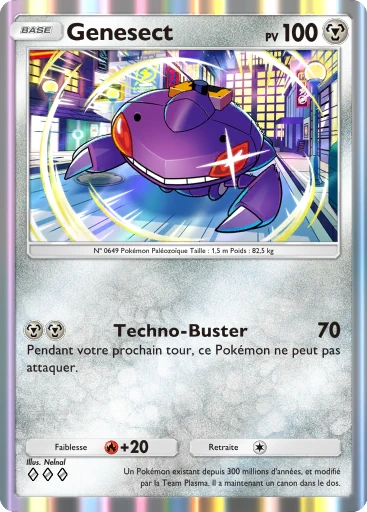 BASE Genesect PV 100
N° 0649 Pokémon Paléozoïque Taille : 1,5 m Poids : 82,5 kg
Techno-Buster 70
Pendant votre prochain tour, ce Pokémon ne peut pas
attaquer.
Faiblesse +20 Retraite
Illus. Nelnal
Un Pokémon existant depuis 300 millions d'années, et modifié
par la Team Plasma. Il a maintenant un canon dans le dos.